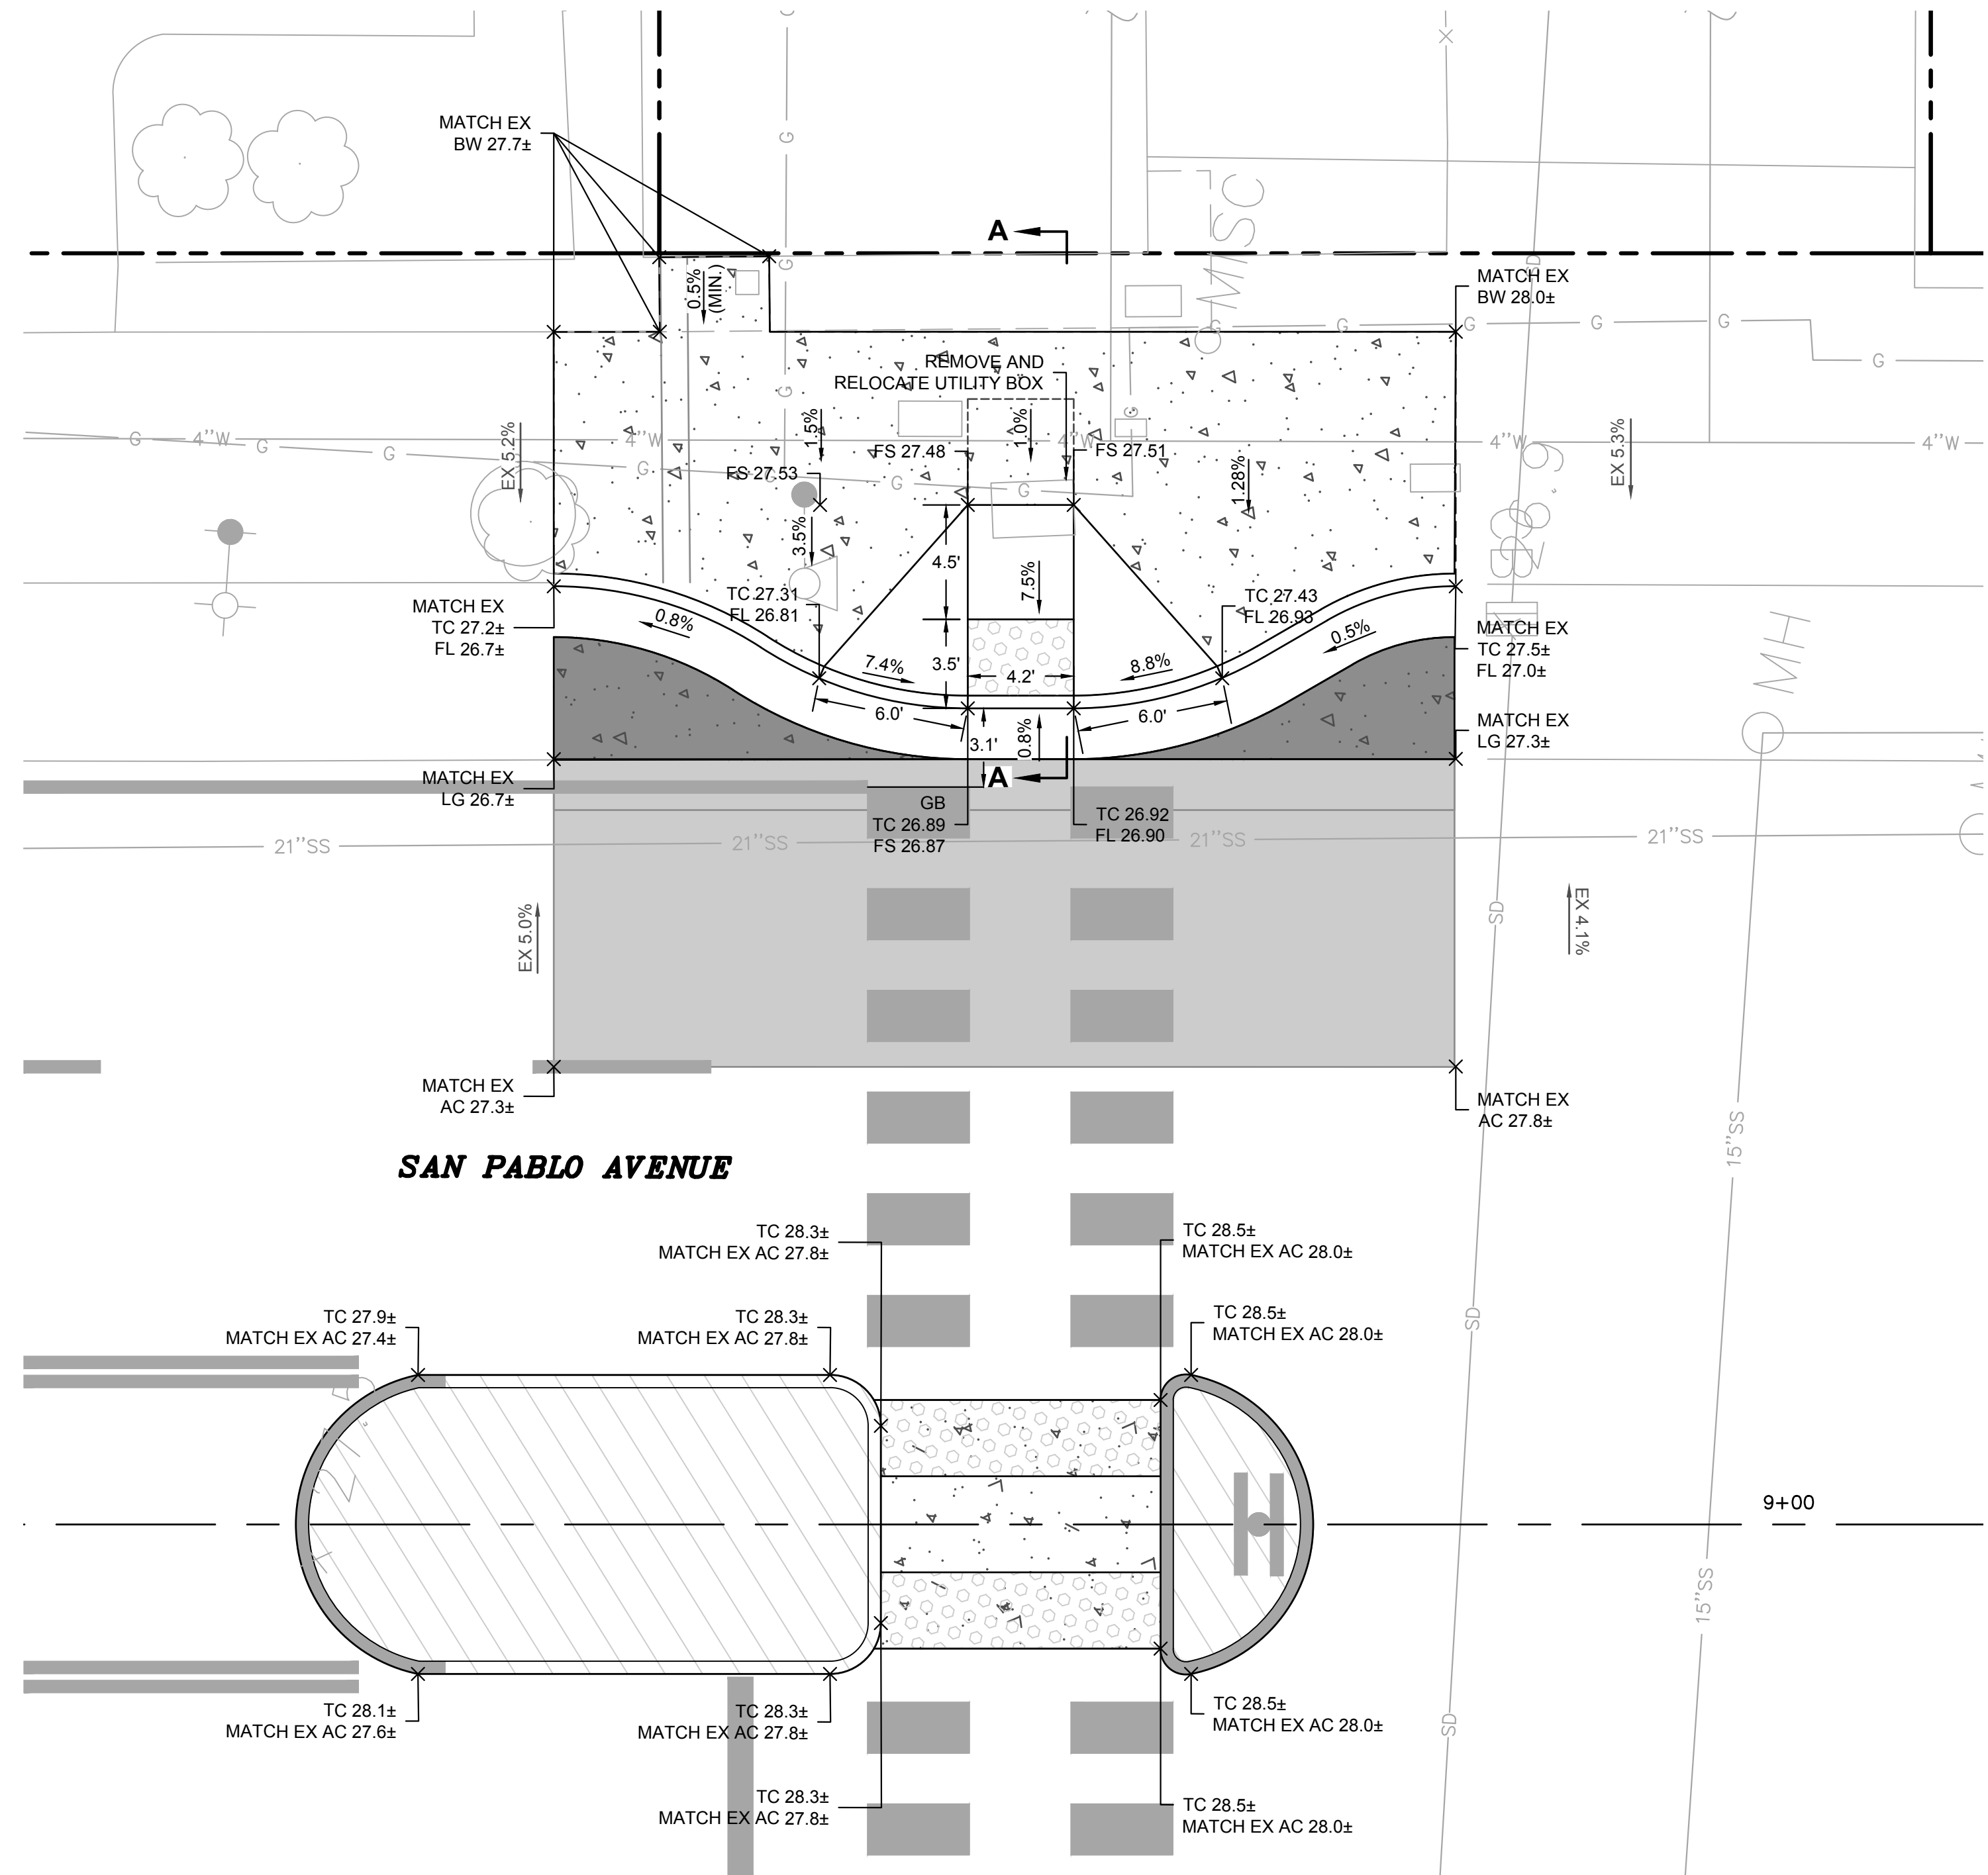 MATCH EX
BW 27.7±
G
G
MISC
A
0.5%
(MIN.)
G
SD
MATCH EX
BW 28.0±
G
G
G
G
G
G
REMOVE AND
RELOCATE UTILITY BOX
G
G
1.5%
1.0%
G
4''W
G
G
EX 5.2%
4''W
G
G
G
G
4''W
4''W
EX 5.3%
4''W
FS 27.48
FS 27.51
FS 27.53
1.28%
3.5%
4.5'
7.5%
MATCH EX
TC 27.2±
FL 26.7±
0.8%
TC 27.31
FL 26.81
TC 27.43
FL 26.93
0.5%
MATCH EX
TC 27.5±
FL 27.0±
MH
7.4%
3.5'
4.2'
8.8%
6.0'
6.0'
3.1'
0.8%
MATCH EX
LG 27.3±
MATCH EX
LG 26.7±
A
GB
TC 26.89
FS 26.87
TC 26.92
FL 26.90
21''SS
21''SS
21''SS
21''SS
EX 5.0%
SD
EX 4.1%
MATCH EX
AC 27.3±
MATCH EX
AC 27.8±
15''SS
SAN PABLO AVENUE
TC 28.3±
MATCH EX AC 27.8±
TC 28.5±
MATCH EX AC 28.0±
TC 27.9±
MATCH EX AC 27.4±
TC 28.3±
MATCH EX AC 27.8±
TC 28.5±
MATCH EX AC 28.0±
SD
9+00
15''SS
TC 28.1±
MATCH EX AC 27.6±
TC 28.3±
MATCH EX AC 27.8±
TC 28.5±
MATCH EX AC 28.0±
SD
TC 28.3±
MATCH EX AC 27.8±
TC 28.5±
MATCH EX AC 28.0±